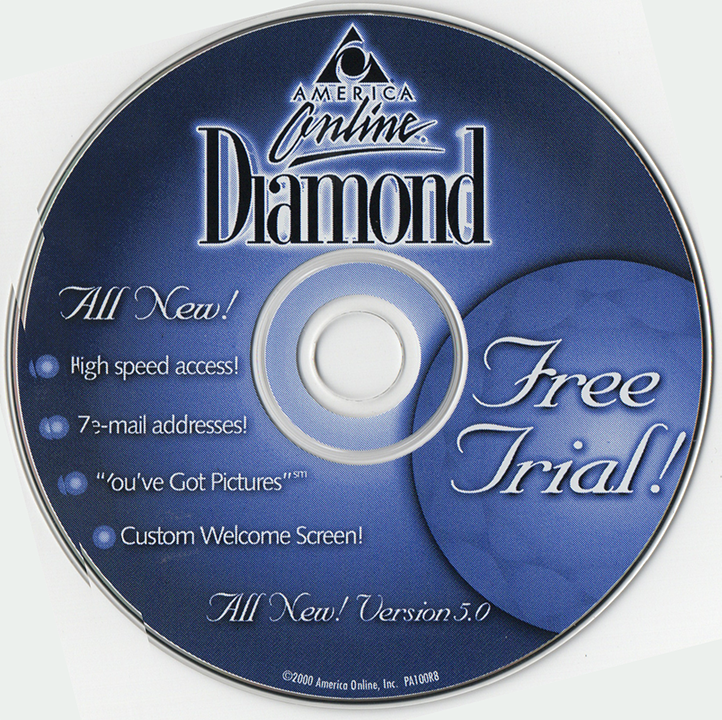 AMERICA
Online®
Diamond
All New!
High speed access!
7 e-mail addresses!
"You've Got Pictures"℠
Custom Welcome Screen!
Free
Trial!
All New! Version 5.0
©2000 America Online, Inc. PA100R8